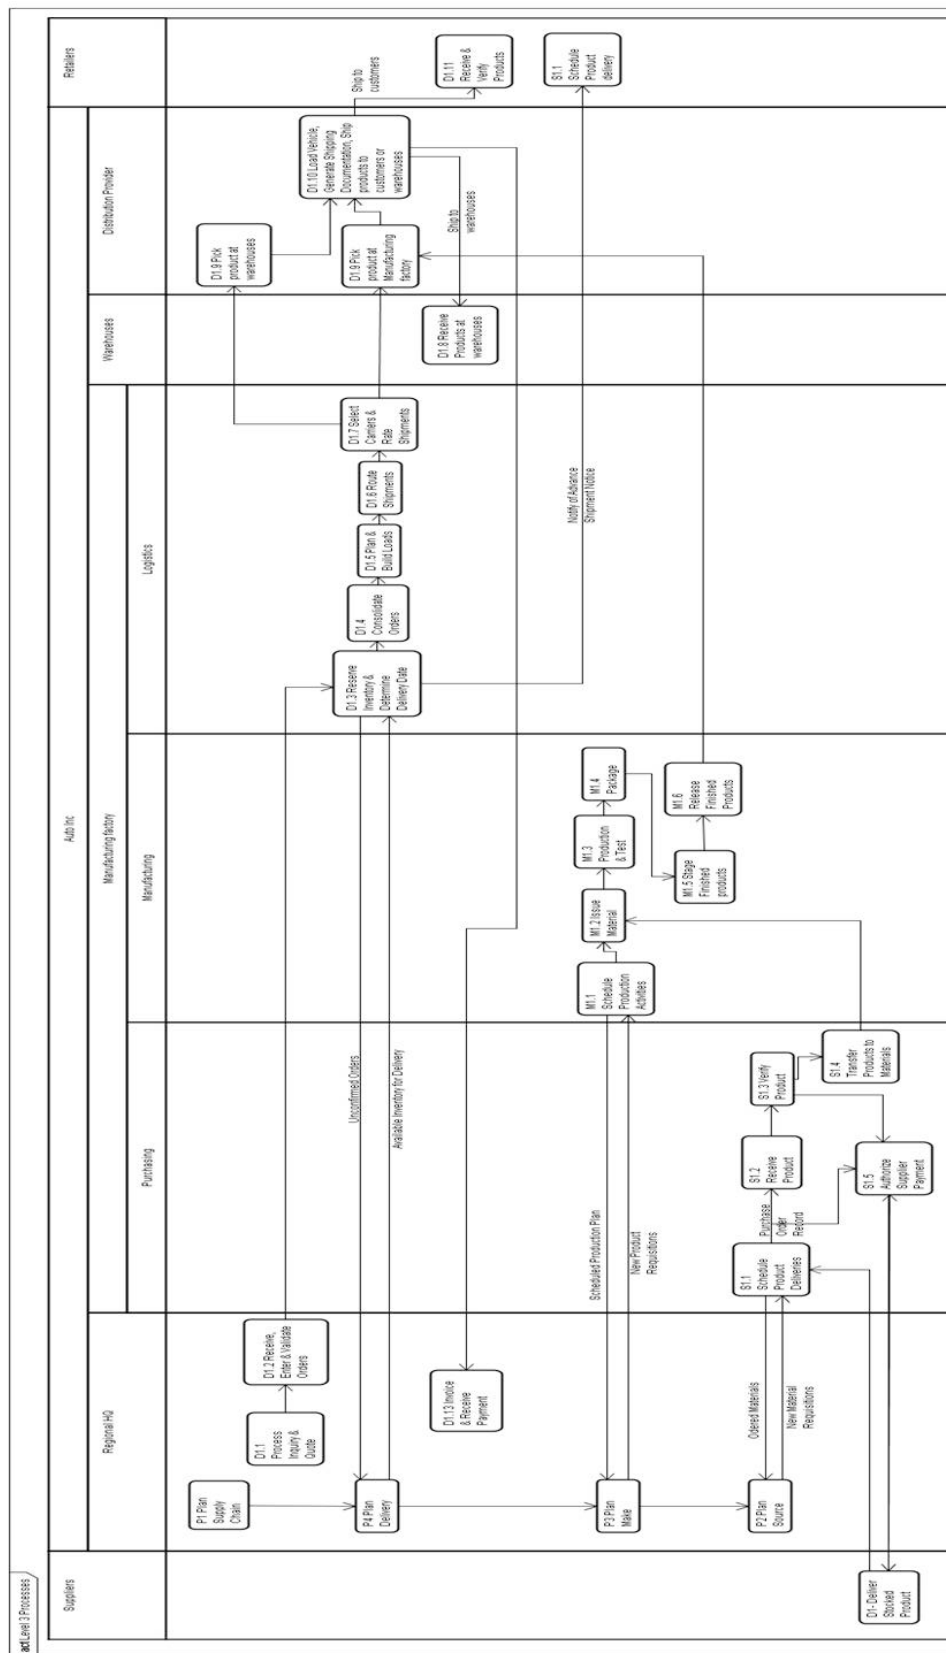 act Level 3 Processes
Suppliers
Auto Inc
Retailers
Regional HQ
Manufacturing factory
Warehouses
Distribution Provider
Purchasing
Manufacturing
Logistics
P1 Plan
Supply
Chain
D1.1
Process
Inquiry &
Quote
D1.2 Receive,
Enter & Validate
Orders
P4 Plan
Delivery
Unconfirmed Orders
Available Inventory for Delivery
D1.3 Reserve
Inventory &
Determine
Delivery Date
D1.4
Consolidate
Orders
D1.5 Plan &
Build Loads
D1.6 Route
Shipments
D1.7 Select
Carriers &
Rate
Shipments
D1.9 Pick
product at
warehouses
D1.9 Pick
product at
Manufacturing
factory
D1.10 Load Vehicle,
Generate Shipping
Documentation, Ship
products to
customers or
warehouses
Ship to
customers
D1.11
Receive &
Verify
Products
D1.8 Receive
Products at
warehouses
Ship to
warehouses
D1.13 Invoice
& Receive
Payment
Notify of Advance
Shipment Notice
S1.1
Schedule
Product
delivery
P3 Plan
Make
Scheduled Production Plan
New Product
Requisitions
M1.1
Schedule
Production
Activities
M1.2 Issue
Material
M1.3
Production
& Test
M1.4
Package
M1.5 Stage
Finished
products
M1.6
Release
Finished
Products
P2 Plan
Source
Odered Materials
New Material
Requisitions
S1.1
Schedule
Product
Deliveries
Purchase
Order
Record
S1.2
Receive
Product
S1.3 Verify
Product
S1.4
Transfer
Products to
Materials
S1.5
Authorize
Supplier
Payment
D1- Deliver
Stocked
Product